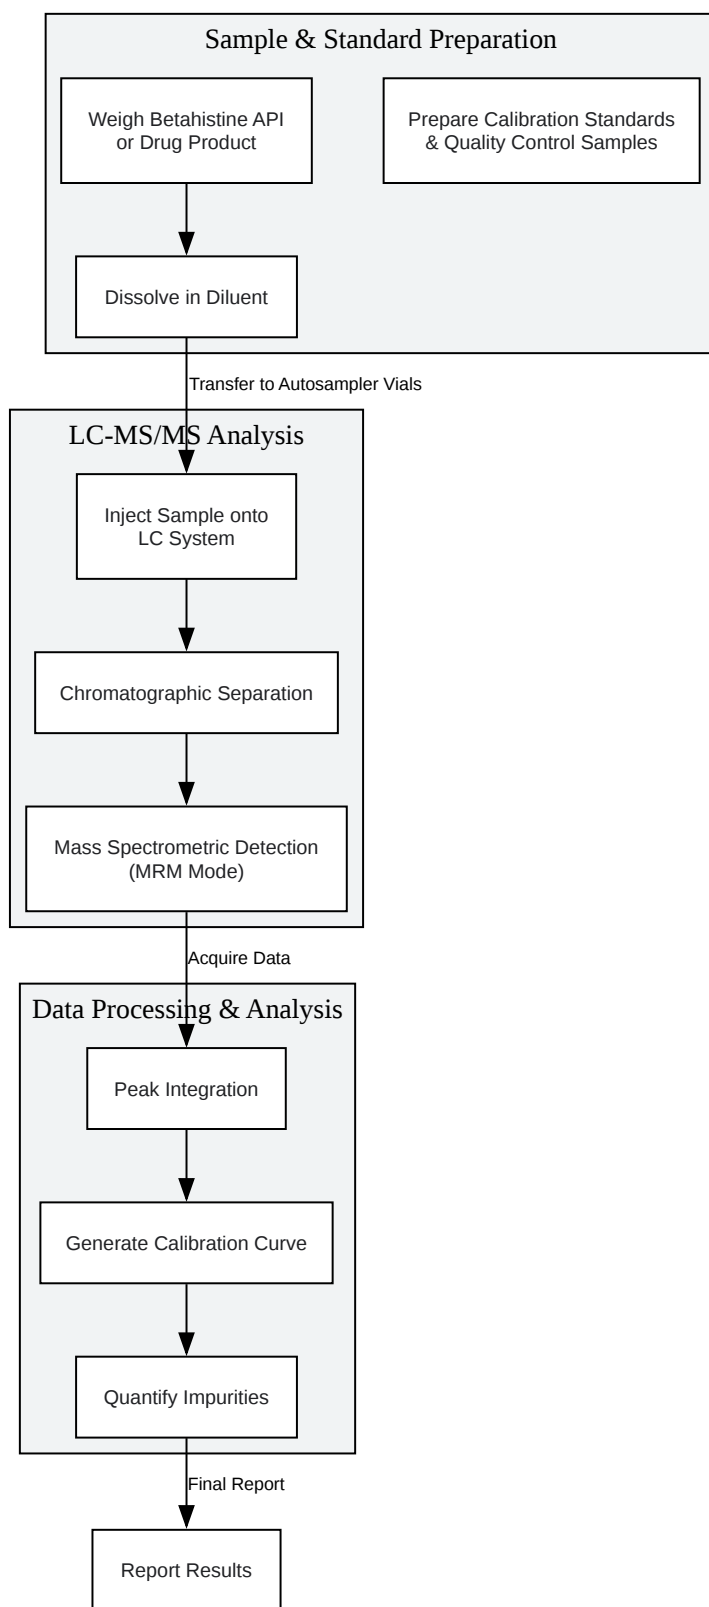 Sample & Standard Preparation
Weigh Betahistine API
or Drug Product
Prepare Calibration Standards
& Quality Control Samples
Dissolve in Diluent
Transfer to Autosampler Vials
LC-MS/MS Analysis
Inject Sample onto
LC System
Chromatographic Separation
Mass Spectrometric Detection
(MRM Mode)
Acquire Data
Data Processing & Analysis
Peak Integration
Generate Calibration Curve
Quantify Impurities
Final Report
Report Results